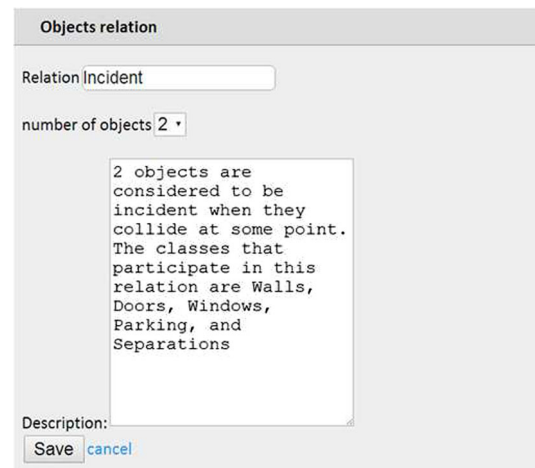 Objects relation
Relation Incident
number of objects 2
2 objects are
considered to be
incident when they
collide at some point.
The classes that
participate in this
relation are Walls,
Doors, Windows,
Parking, and
Separations
Description:
Save cancel